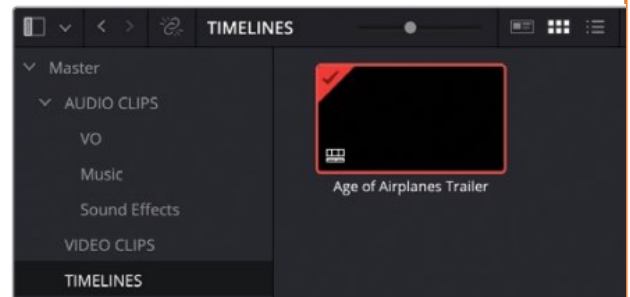 TIMELINES
Master
AUDIO CLIPS
VO
Music
Sound Effects
VIDEO CLIPS
TIMELINES
Age of Airplanes Trailer